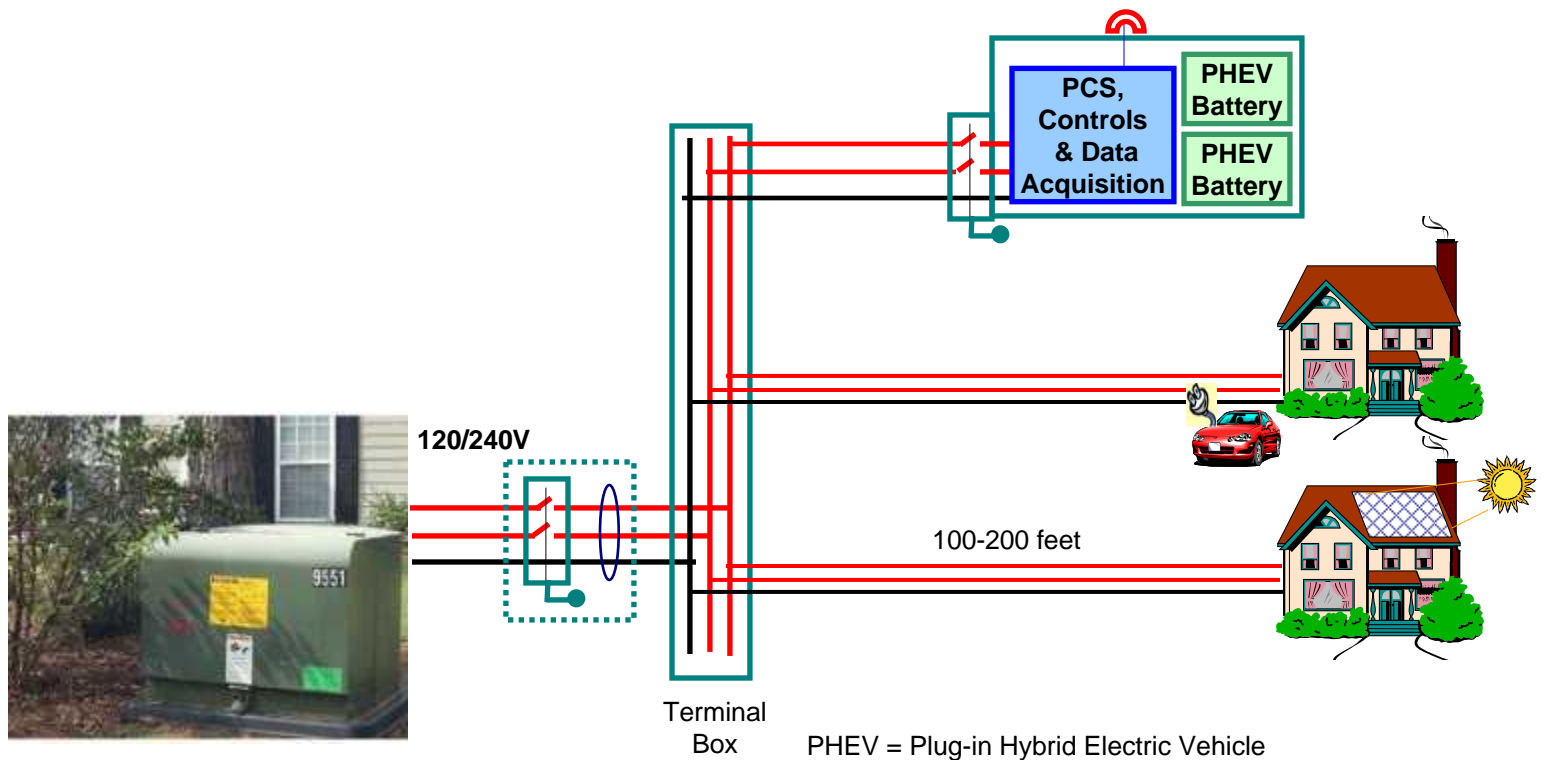 PCS,
Controls
& Data
Acquisition
PHEV
Battery
PHEV
Battery
120/240V
9551
100-200 feet
Terminal
Box
PHEV = Plug-in Hybrid Electric Vehicle